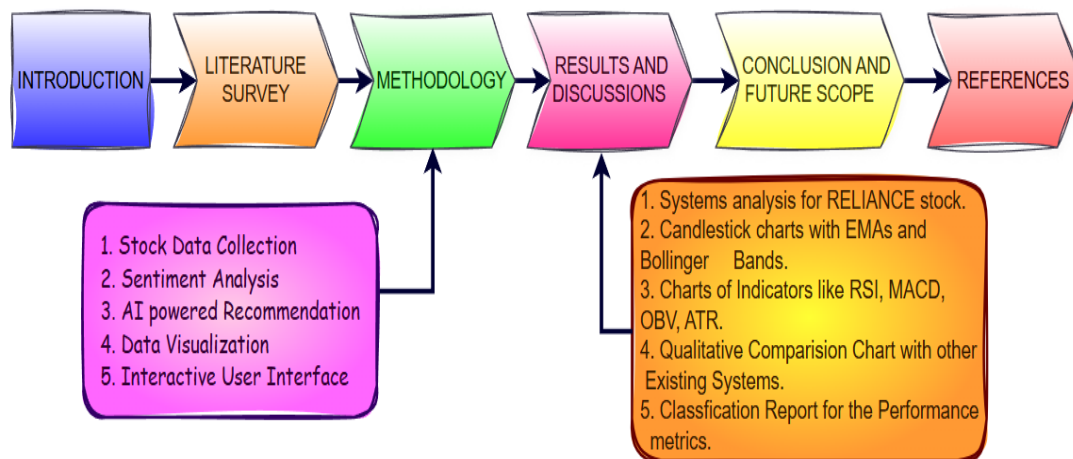 INTRODUCTION
LITERATURE
SURVEY
METHODOLOGY
RESULTS AND
DISCUSSIONS
CONCLUSION AND
FUTURE SCOPE
REFERENCES
1. Stock Data Collection
2. Sentiment Analysis
3. AI powered Recommendation
4. Data Visualization
5. Interactive User Interface
1. Systems analysis for RELIANCE stock.
2. Candlestick charts with EMAs and
Bollinger Bands.
3. Charts of Indicators like RSI, MACD,
OBV, ATR.
4. Qualitative Comparision Chart with other
Existing Systems.
5. Classfication Report for the Performance
metrics.